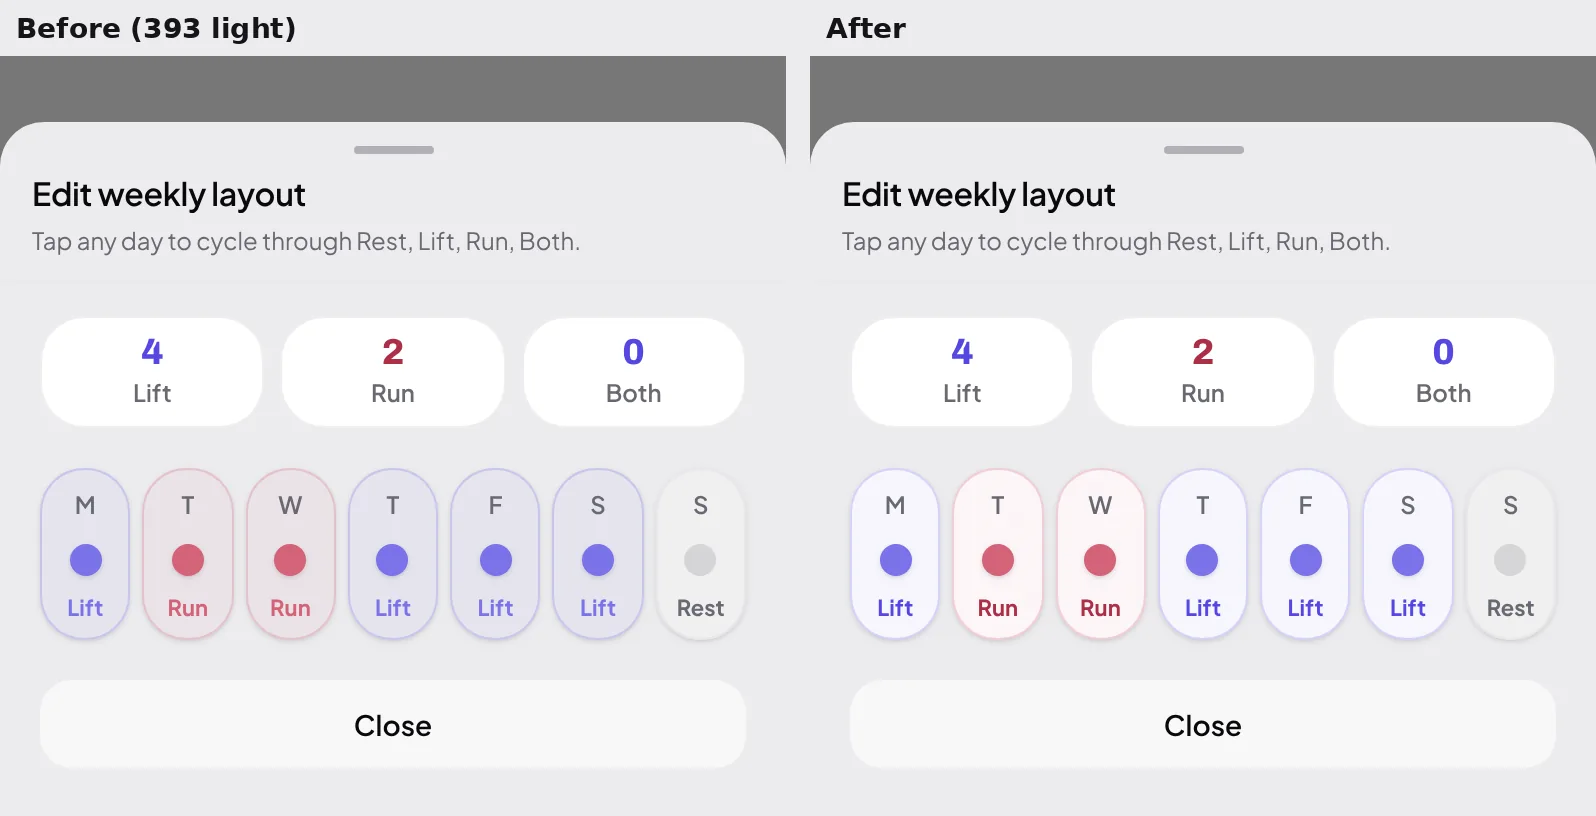 Before (393 light)
Edit weekly layout
Tap any day to cycle through Rest, Lift, Run, Both.
4 2 0
Lift Run Both
M T W T F S S
Lift Run Run Lift Lift Lift Rest
Close
After
Edit weekly layout
Tap any day to cycle through Rest, Lift, Run, Both.
4 2 0
Lift Run Both
M T W T F S S
Lift Run Run Lift Lift Lift Rest
Close